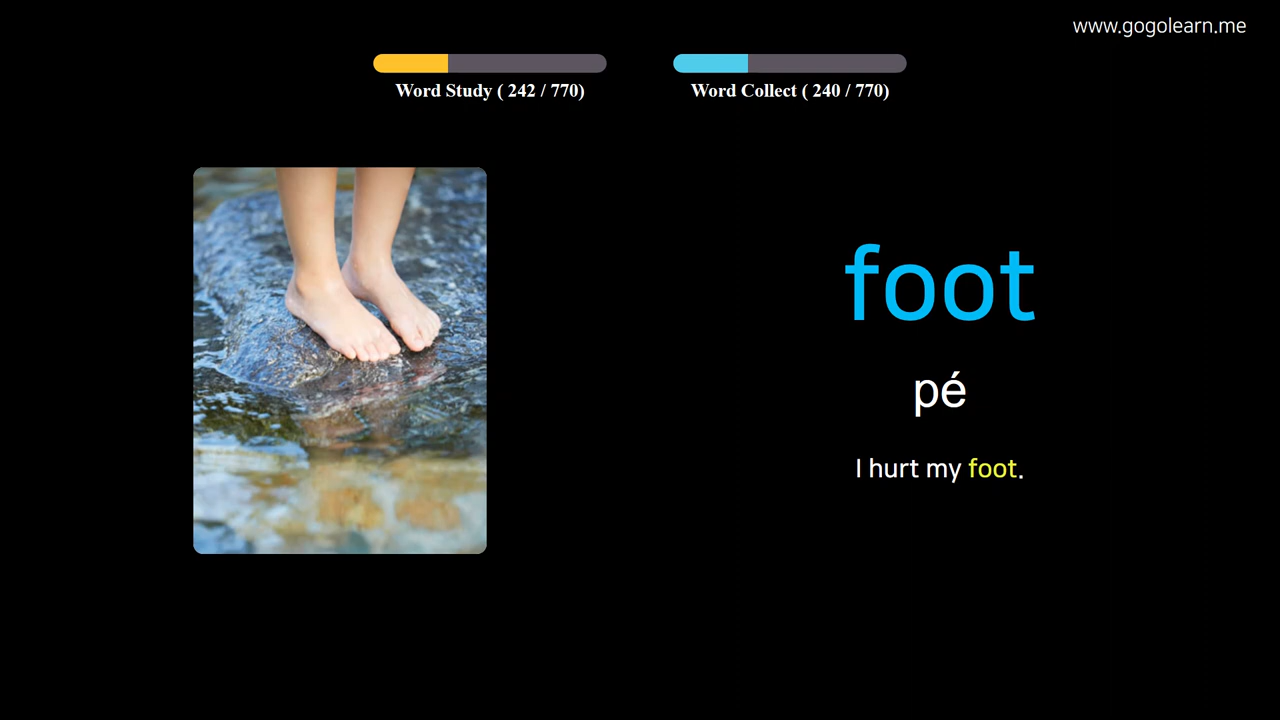 www.gogolearn.me
Word Study ( 242 / 770)
Word Collect ( 240 / 770)
foot
pé
I hurt my foot.